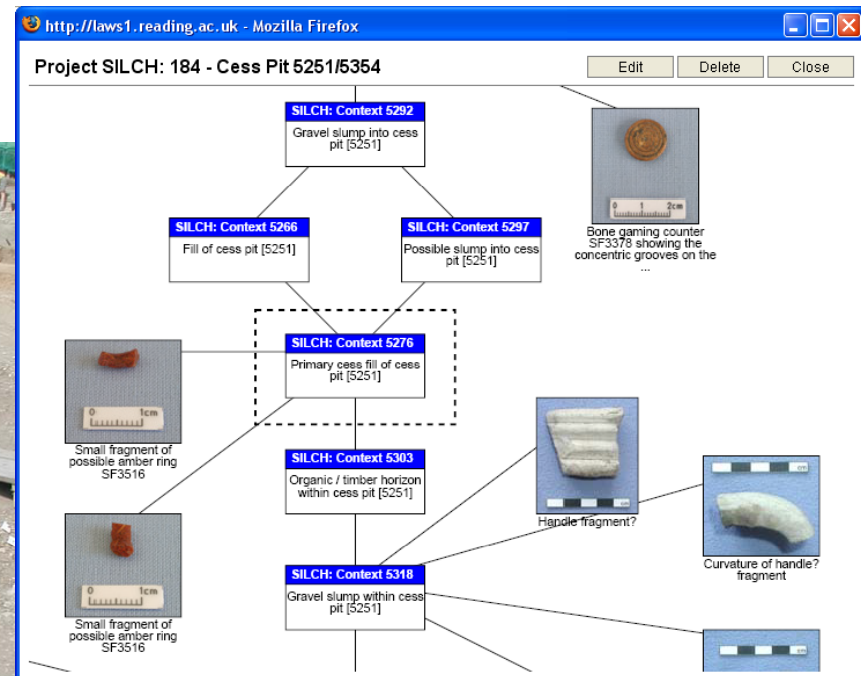 http://laws1.reading.ac.uk - Mozilla Firefox
Project SILCH: 184 - Cess Pit 5251/5354
Edit
Delete
Close
SILCH: Context 5292
Gravel slump into cess
pit [5251]
0 1 2cm
Bone gaming counter
SF3378 showing the
concentric grooves on the
...
SILCH: Context 5266
Fill of cess pit [5251]
SILCH: Context 5297
Possible slump into cess
pit [5251]
SILCH: Context 5276
Primary cess fill of cess
pit [5251]
0 1cm
Small fragment of
possible amber ring
SF3516
SILCH: Context 5303
Organic / timber horizon
within cess pit [5251]
cm
Handle fragment?
cm
Curvature of handle?
fragment
0 1cm
Small fragment of
possible amber ring
SF3516
SILCH: Context 5318
Gravel slump within cess
pit [5251]
cm